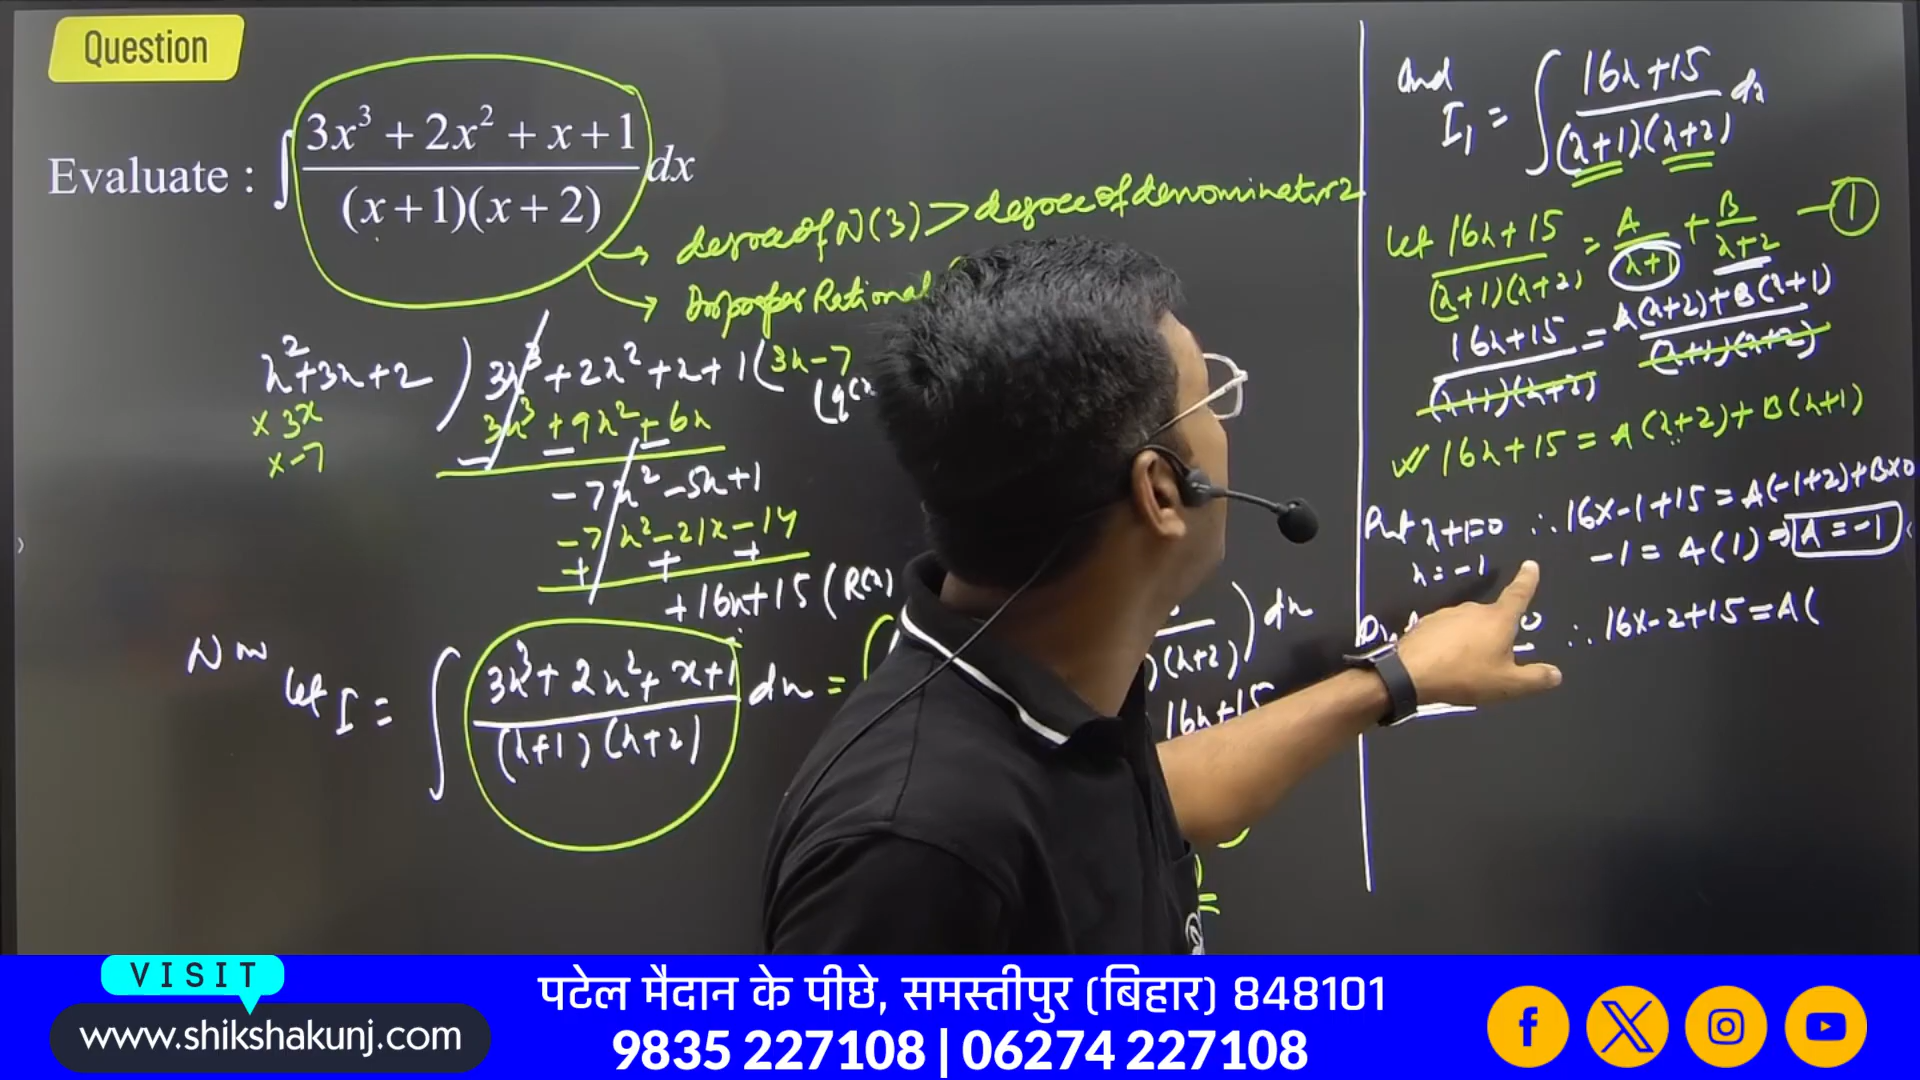 Question
Evaluate : ∫ (3x³ + 2x² + x + 1)/((x+1)(x+2)) dx
degree of N(3) > degree of denominator 2
Improper Rational
x²+3x+2 ) 3x³+2x²+x+1 ( 3x-7
× 3x
× -7
3x³+9x²+6x
-7x²-5x+1
-7x²-21x-14
+16x+15 (R(x)
Now
let I = ∫ (3x³+2x²+x+1)/((x+1)(x+2)) dx =
)(x+2) ) dx
16x+15
And
I₁ = ∫ (16x+15)/((x+1)(x+2)) dx
Let (16x+15)/((x+1)(x+2)) = A/(x+1) + B/(x+2) — ①
(16x+15)/((x+1)(x+2)) = (A(x+2)+B(x+1))/((x+1)(x+2))
16x+15 = A(x+2)+B(x+1)
Put x+1=0 ∴ 16×-1+15 = A(-1+2)+B×0
x=-1 -1 = A(1) ⇒ A = -1
0 ∴ 16×-2+15 = A(
VISIT
www.shikshakunj.com
पटेल मैदान के पीछे, समस्तीपुर (बिहार) 848101
9835 227108 | 06274 227108